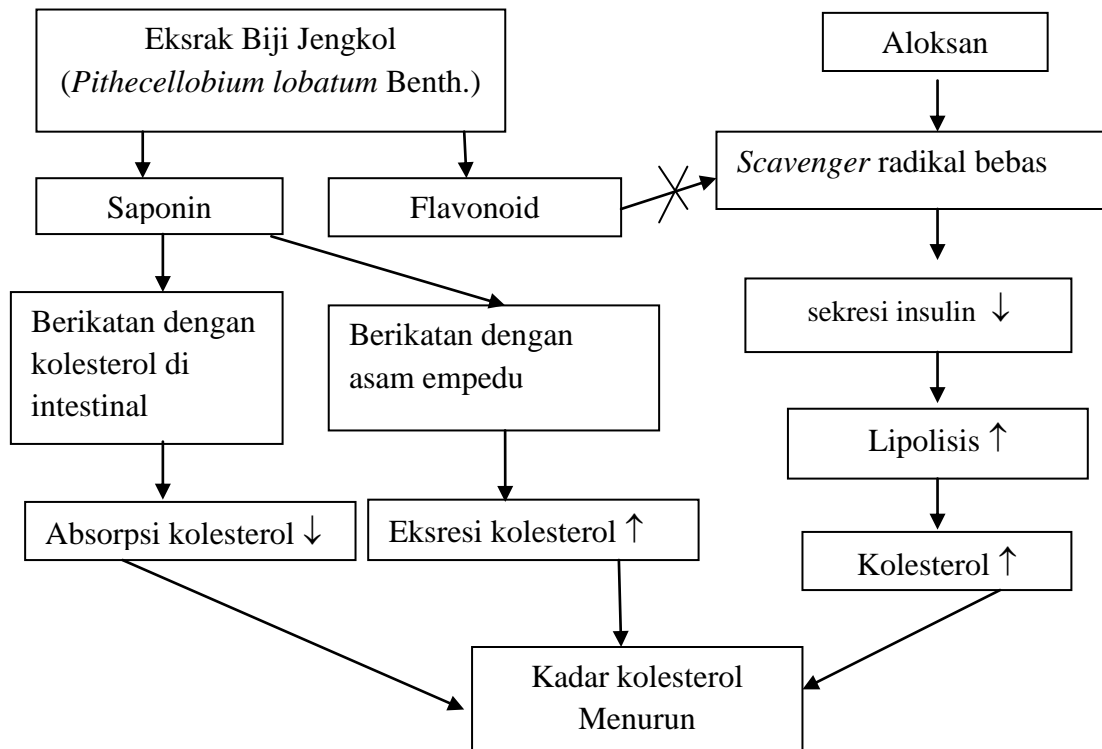 Eksrak Biji Jengkol
(Pithecellobium lobatum Benth.)
Aloksan
Scavenger radikal bebas
Saponin
Flavonoid
sekresi insulin ↓
Berikatan dengan
kolesterol di
intestinal
Berikatan dengan
asam empedu
Lipolisis ↑
Absorpsi kolesterol ↓
Eksresi kolesterol ↑
Kolesterol ↑
Kadar kolesterol
Menurun